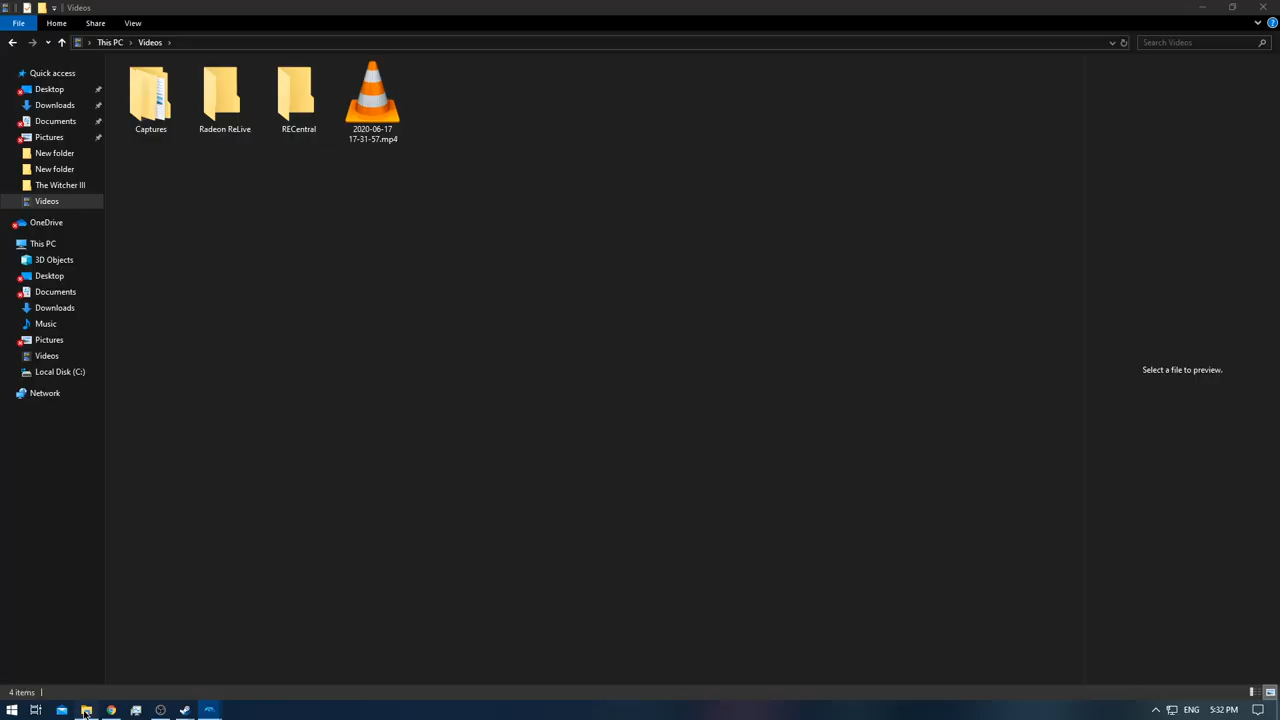 Videos
File Home Share View
This PC Videos
Search Videos
Quick access
Desktop
Downloads
Documents
Pictures
New folder
New folder
The Witcher III
Videos
OneDrive
This PC
3D Objects
Desktop
Documents
Downloads
Music
Pictures
Videos
Local Disk (C:)
Network
Captures
Radeon ReLive
RECentral
2020-06-17
17-31-57.mp4
Select a file to preview.
4 items
ENG 5:32 PM